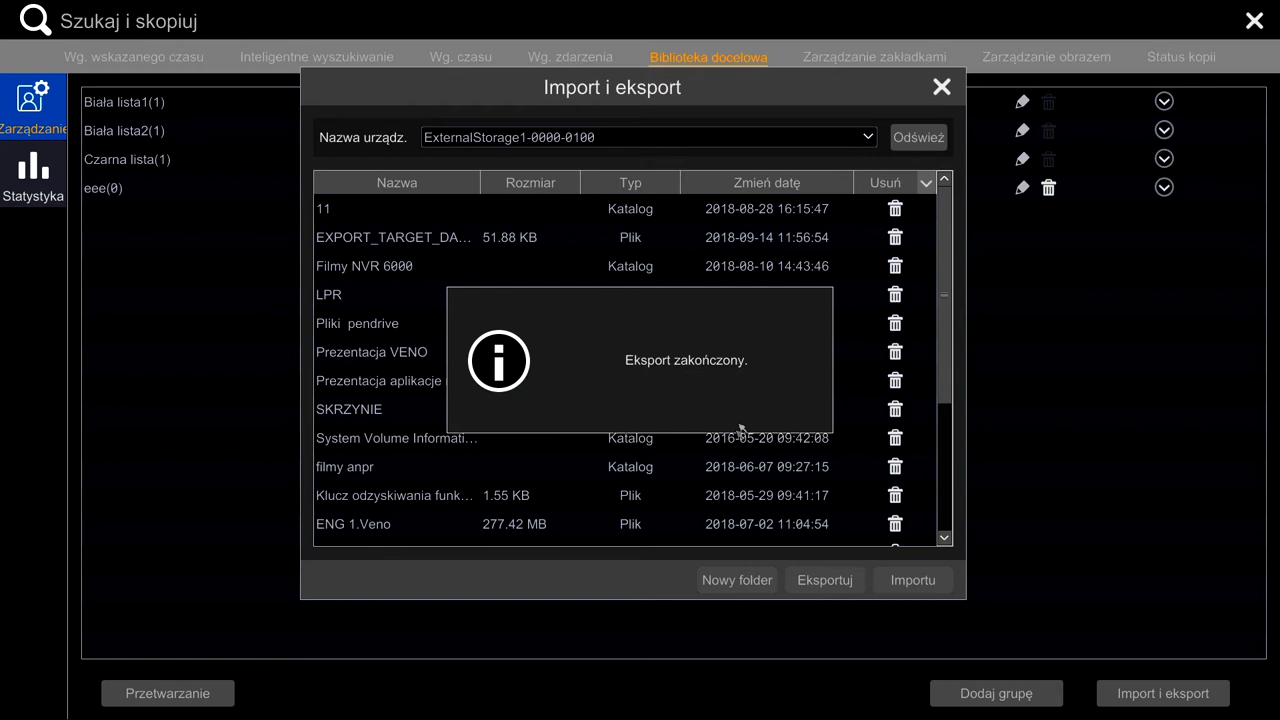 Szukaj i skopiuj
Wg. wskazanego czasu Inteligentne wyszukiwanie Wg. czasu Wg. zdarzenia Biblioteka docelowa Zarządzanie zakładkami Zarządzanie obrazem Status kopii
Zarządzanie
Statystyka
Biała lista1(1)
Biała lista2(1)
Czarna lista(1)
eee(0)
Import i eksport
Nazwa urządz. ExternalStorage1-0000-0100 Odśwież
Nazwa Rozmiar Typ Zmień datę Usuń
11 Katalog 2018-08-28 16:15:47
EXPORT_TARGET_DA... 51.88 KB Plik 2018-09-14 11:56:54
Filmy NVR 6000 Katalog 2018-08-10 14:43:46
LPR
Pliki pendrive
Prezentacja VENO
Prezentacja aplikacje
SKRZYNIE
Eksport zakończony.
System Volume Informati... Katalog 2016-05-20 09:42:08
filmy anpr Katalog 2018-06-07 09:27:15
Klucz odzyskiwania funk... 1.55 KB Plik 2018-05-29 09:41:17
ENG 1.Veno 277.42 MB Plik 2018-07-02 11:04:54
Nowy folder Eksportuj Importu
Przetwarzanie Dodaj grupę Import i eksport